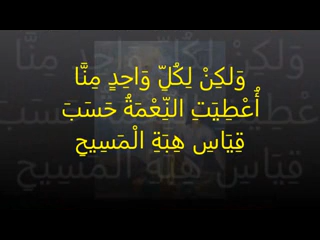 وَلكِنْ لِكُلِّ وَاحِدٍ مِنَّا
أُعْطِيَتِ النِّعْمَةُ حَسَبَ
قِيَاسِ هِبَةِ الْمَسِيحِ